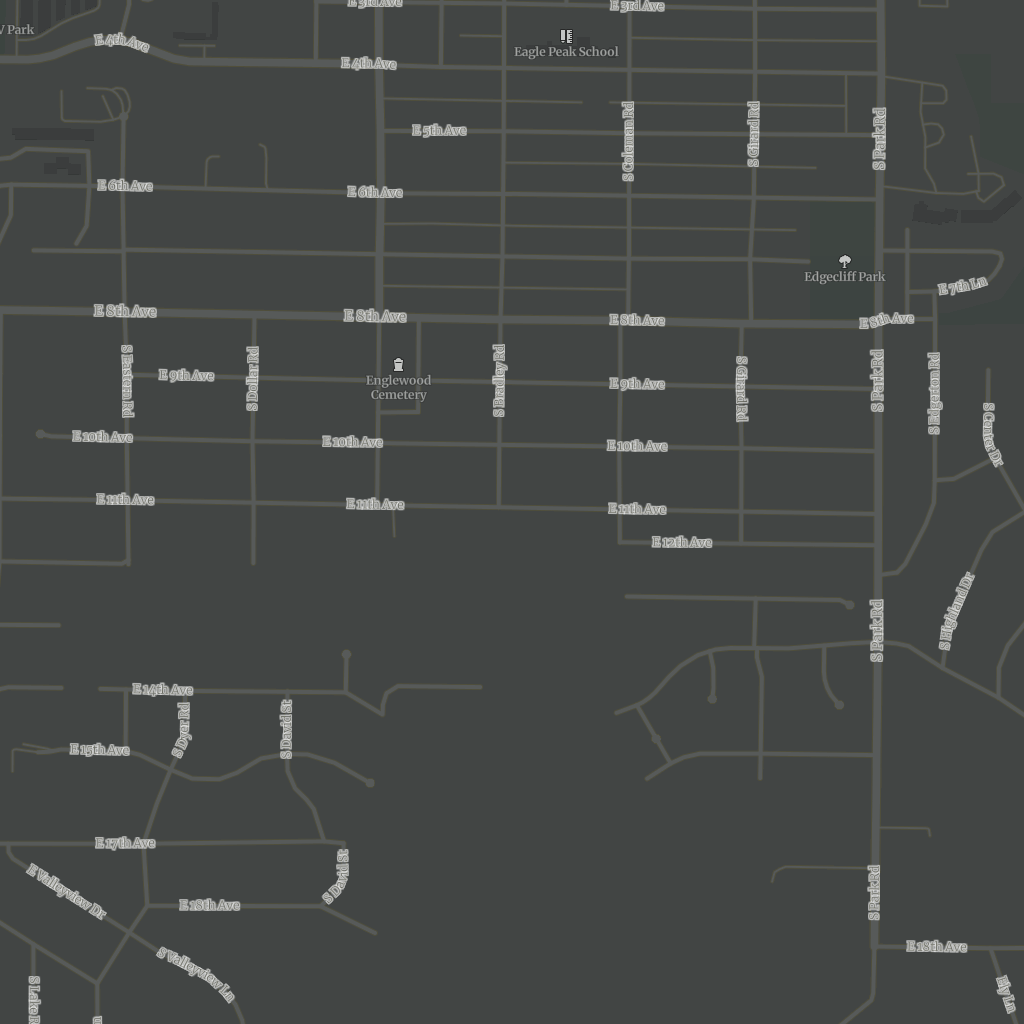 E 3rd Ave
E 3rd Ave
Park
E 4th Ave
Eagle Peak School
E 4th Ave
E 5th Ave
S Coleman Rd
S Girard Rd
S Park Rd
E 6th Ave
E 6th Ave
Edgecliff Park
E 7th Ln
E 8th Ave
E 8th Ave
E 8th Ave
E 8th Ave
S Eastern Rd
E 9th Ave
S Dollar Rd
Englewood
Cemetery
S Bradley Rd
E 9th Ave
S Girard Rd
S Park Rd
S Edgerton Rd
S Center Dr
E 10th Ave
E 10th Ave
E 10th Ave
E 11th Ave
E 11th Ave
E 11th Ave
E 12th Ave
S Park Rd
S Highland Dr
E 14th Ave
S Dyer Rd
S David St
E 15th Ave
E 17th Ave
S David St
E Valleyview Dr
E 18th Ave
S Park Rd
S Valleyview Ln
E 18th Ave
S Lake
Ely Ln